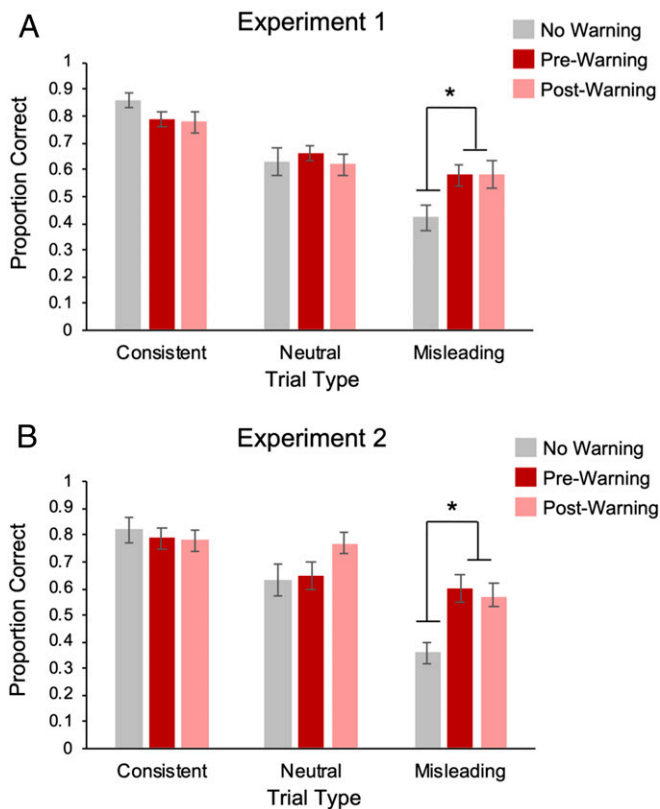 A
Experiment 1
No Warning
Pre-Warning
Post-Warning
Proportion Correct
1
0.9
0.8
0.7
0.6
0.5
0.4
0.3
0.2
0.1
0
*
Consistent Neutral Misleading
Trial Type
B
Experiment 2
No Warning
Pre-Warning
Post-Warning
Proportion Correct
1
0.9
0.8
0.7
0.6
0.5
0.4
0.3
0.2
0.1
0
*
Consistent Neutral Misleading
Trial Type